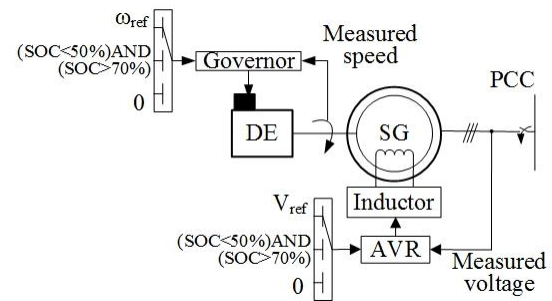 ω_ref
(SOC<50%)AND
(SOC>70%)
0
Governor
Measured
speed
DE
SG
PCC
V_ref
Inductor
(SOC<50%)AND
(SOC>70%)
0
AVR
Measured
voltage